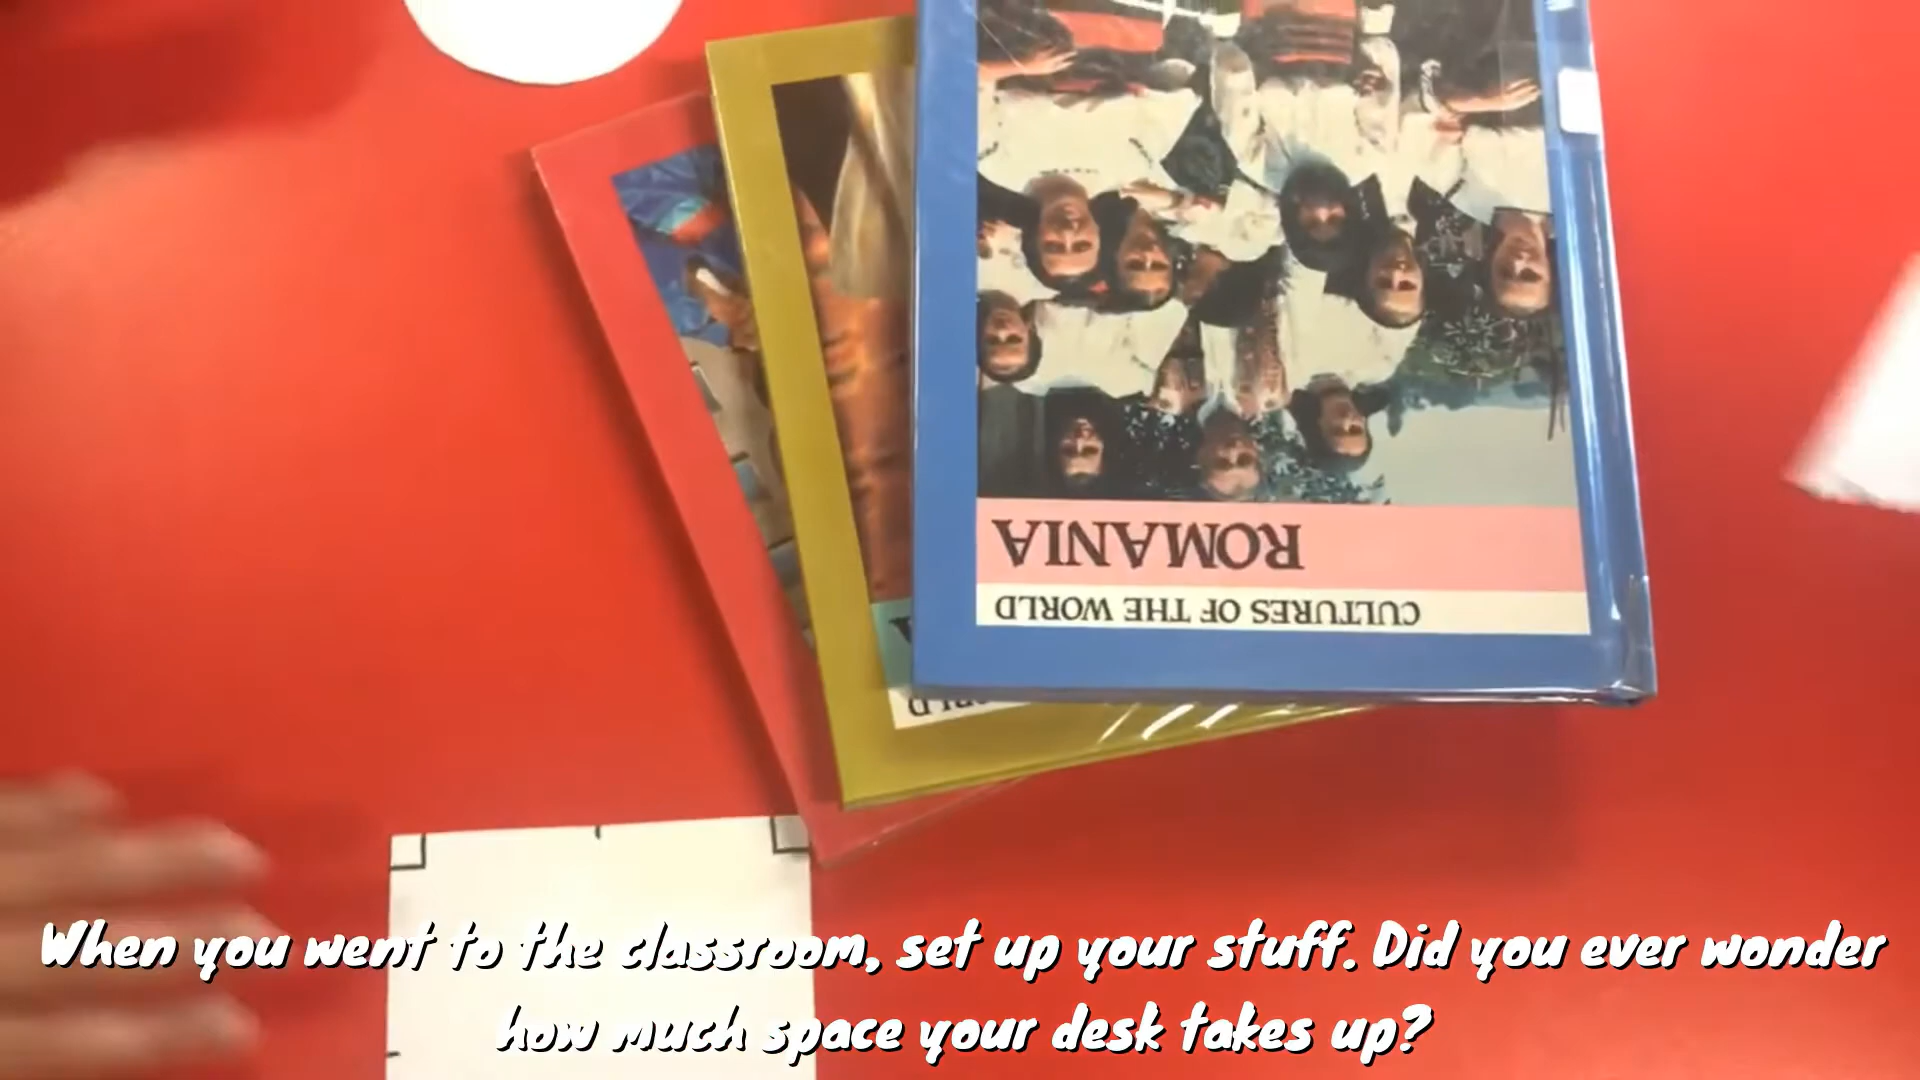 ROMANIA
CULTURES OF THE WORLD
When you went to the classroom, set up your stuff. Did you ever wonder
how much space your desk takes up?